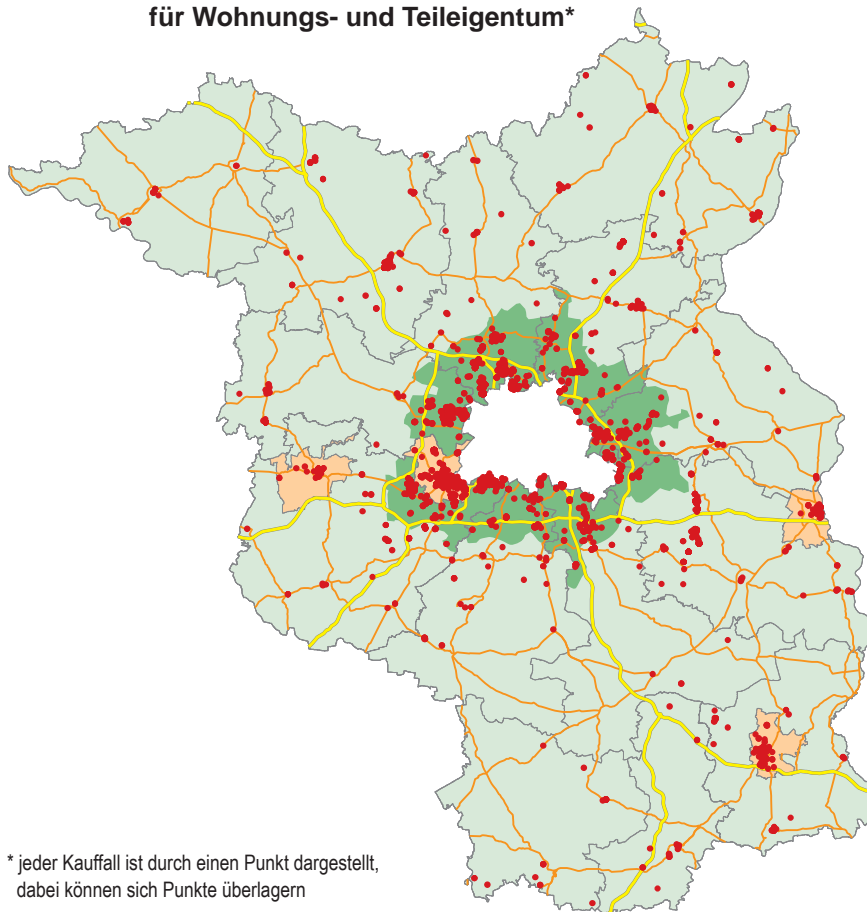 für Wohnungs- und Teileigentum*
* jeder Kauffall ist durch einen Punkt dargestellt,
dabei können sich Punkte überlagern